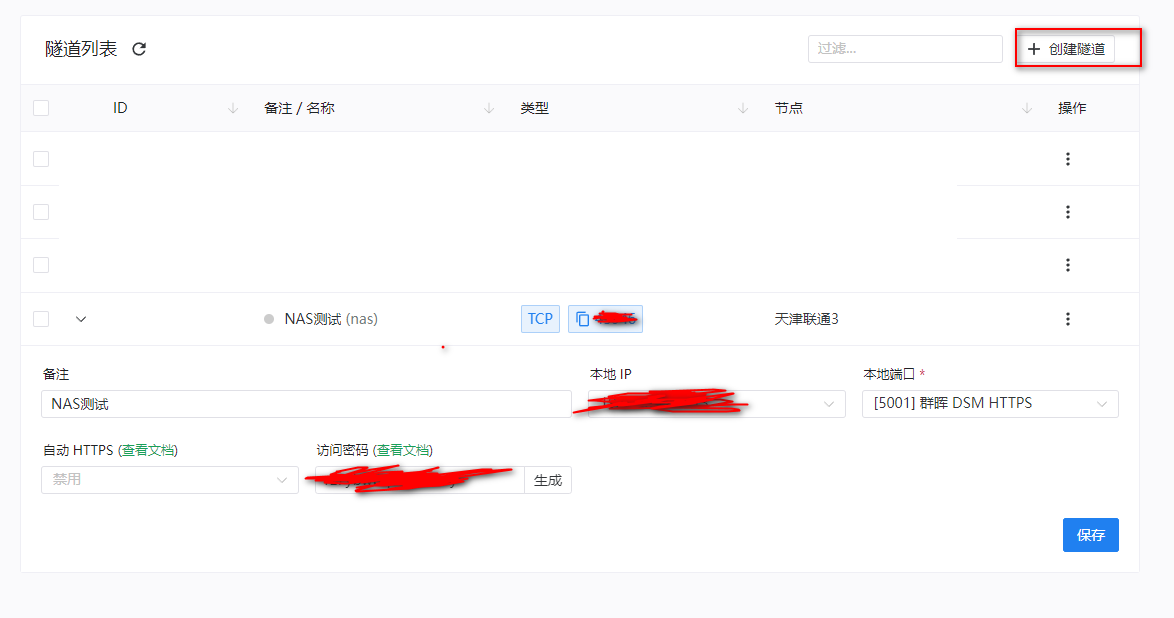 隧道列表 过滤... 创建隧道
ID 备注 / 名称 类型 节点 操作
NAS测试 (nas) TCP 天津联通3
备注 本地 IP 本地端口 *
NAS测试 [5001] 群晖 DSM HTTPS
自动 HTTPS (查看文档) 访问密码 (查看文档)
禁用 生成
保存